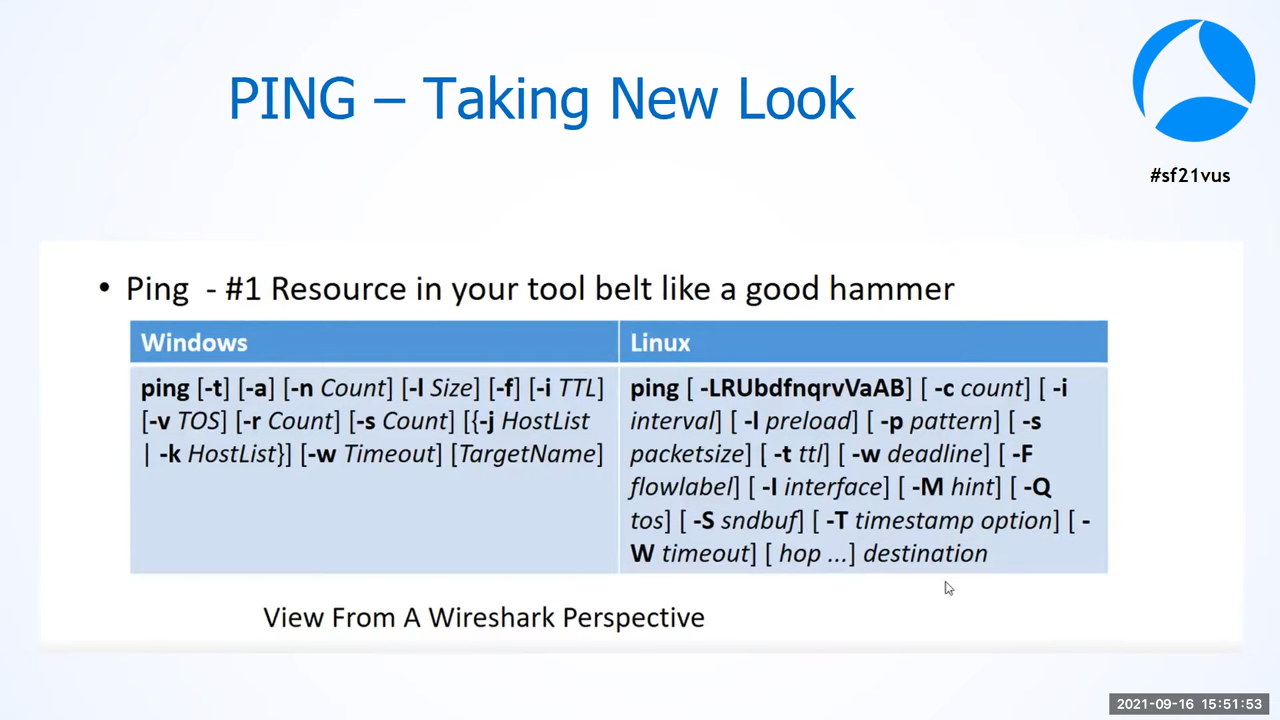 PING – Taking New Look
#sf21vus
• Ping - #1 Resource in your tool belt like a good hammer
Windows
ping [-t] [-a] [-n Count] [-l Size] [-f] [-i TTL]
[-v TOS] [-r Count] [-s Count] [{-j HostList
| -k HostList}] [-w Timeout] [TargetName]
Linux
ping [ -LRUbdfnqrvVaAB] [ -c count] [ -i
interval] [ -l preload] [ -p pattern] [ -s
packetsize] [ -t ttl] [ -w deadline] [ -F
flowlabel] [ -I interface] [ -M hint] [ -Q
tos] [ -S sndbuf] [ -T timestamp option] [ -
W timeout] [ hop ...] destination
View From A Wireshark Perspective
2021-09-16 15:51:53